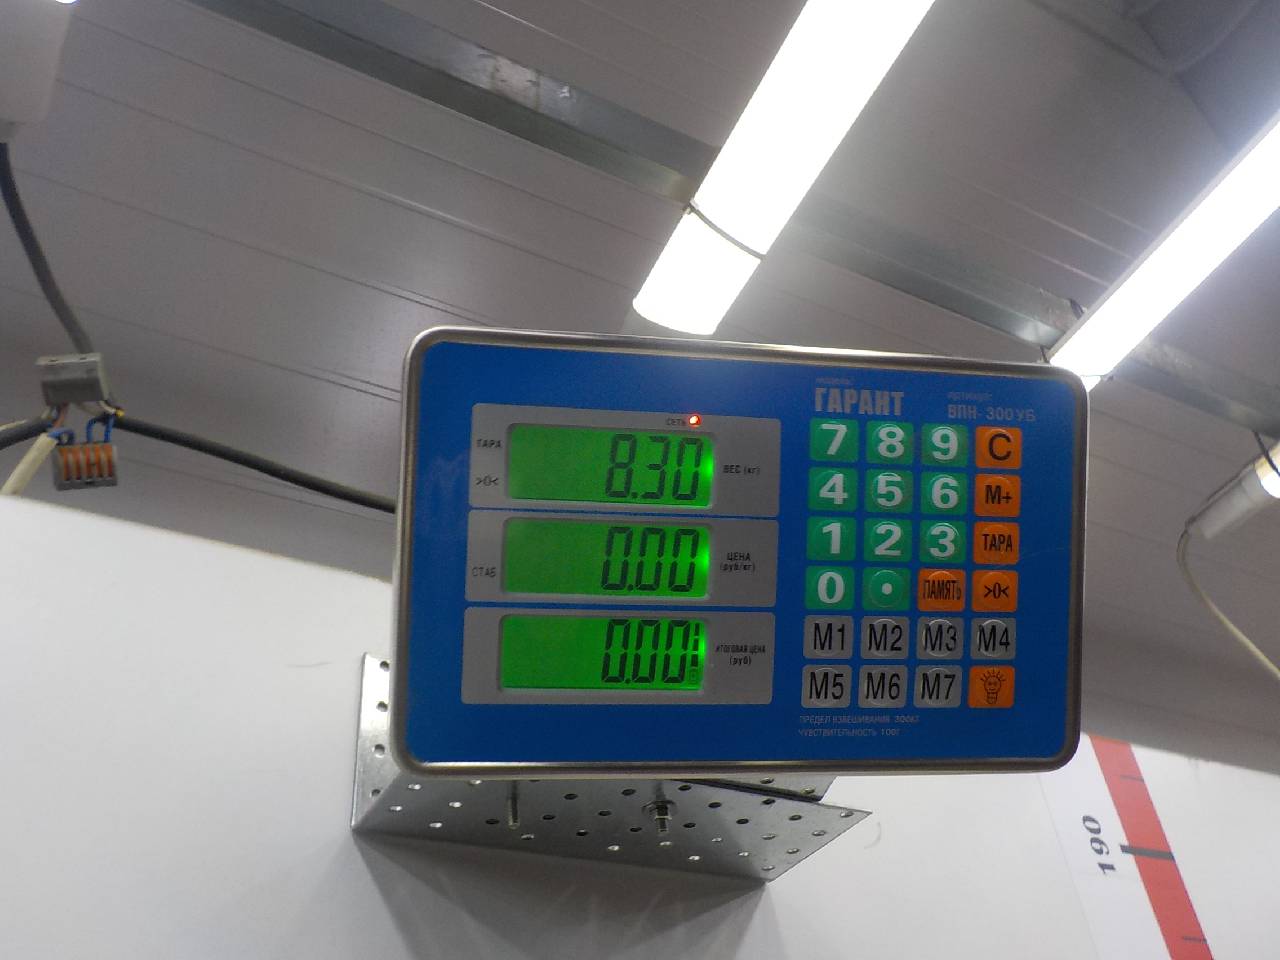 МОДЕЛЬ: АРТИКУЛ:
ГАРАНТ ВПН-300УБ
СЕТЬ
ТАРА 8.30 ВЕС (кг)
>0<
0.00 ЦЕНА
СТАБ (руб/кг)
0.00 ИТОГОВАЯ ЦЕНА
(руб)
7 8 9 C
4 5 6 M+
1 2 3 ТАРА
0 • ПАМЯТЬ >0<
M1 M2 M3 M4
M5 M6 M7
ПРЕДЕЛ ВЗВЕШИВАНИЯ 300КГ
ЧУВСТВИТЕЛЬНОСТЬ 100Г
190